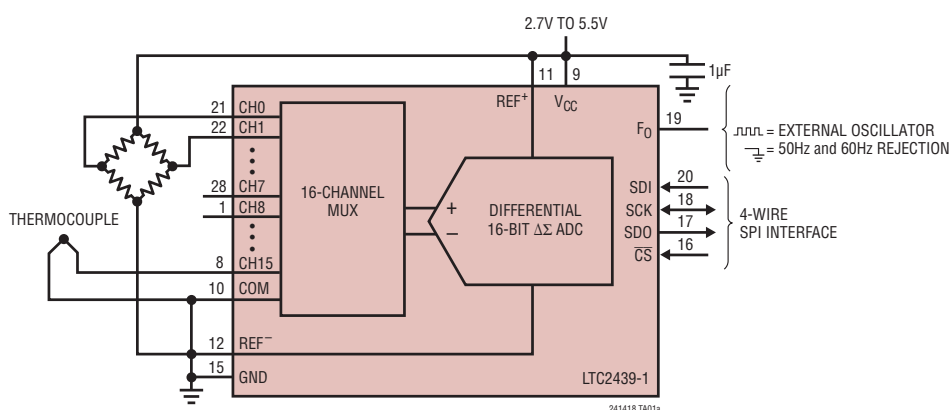 2.7V TO 5.5V
1µF
11
9
REF+
VCC
21
CH0
22
CH1
28
CH7
1
CH8
8
CH15
10
COM
12
REF−
15
GND
THERMOCOUPLE
16-CHANNEL
MUX
+
−
DIFFERENTIAL
16-BIT ΔΣ ADC
FO
19
= EXTERNAL OSCILLATOR
= 50Hz and 60Hz REJECTION
SDI
20
SCK
18
SDO
17
CS
16
4-WIRE
SPI INTERFACE
LTC2439-1
241418 TA01a